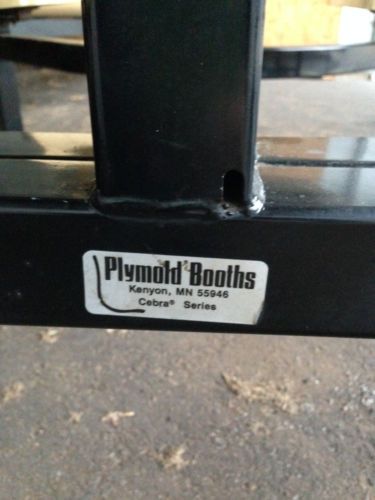 Plymold® Booths
Kenyon, MN 55946
Cebra® Series